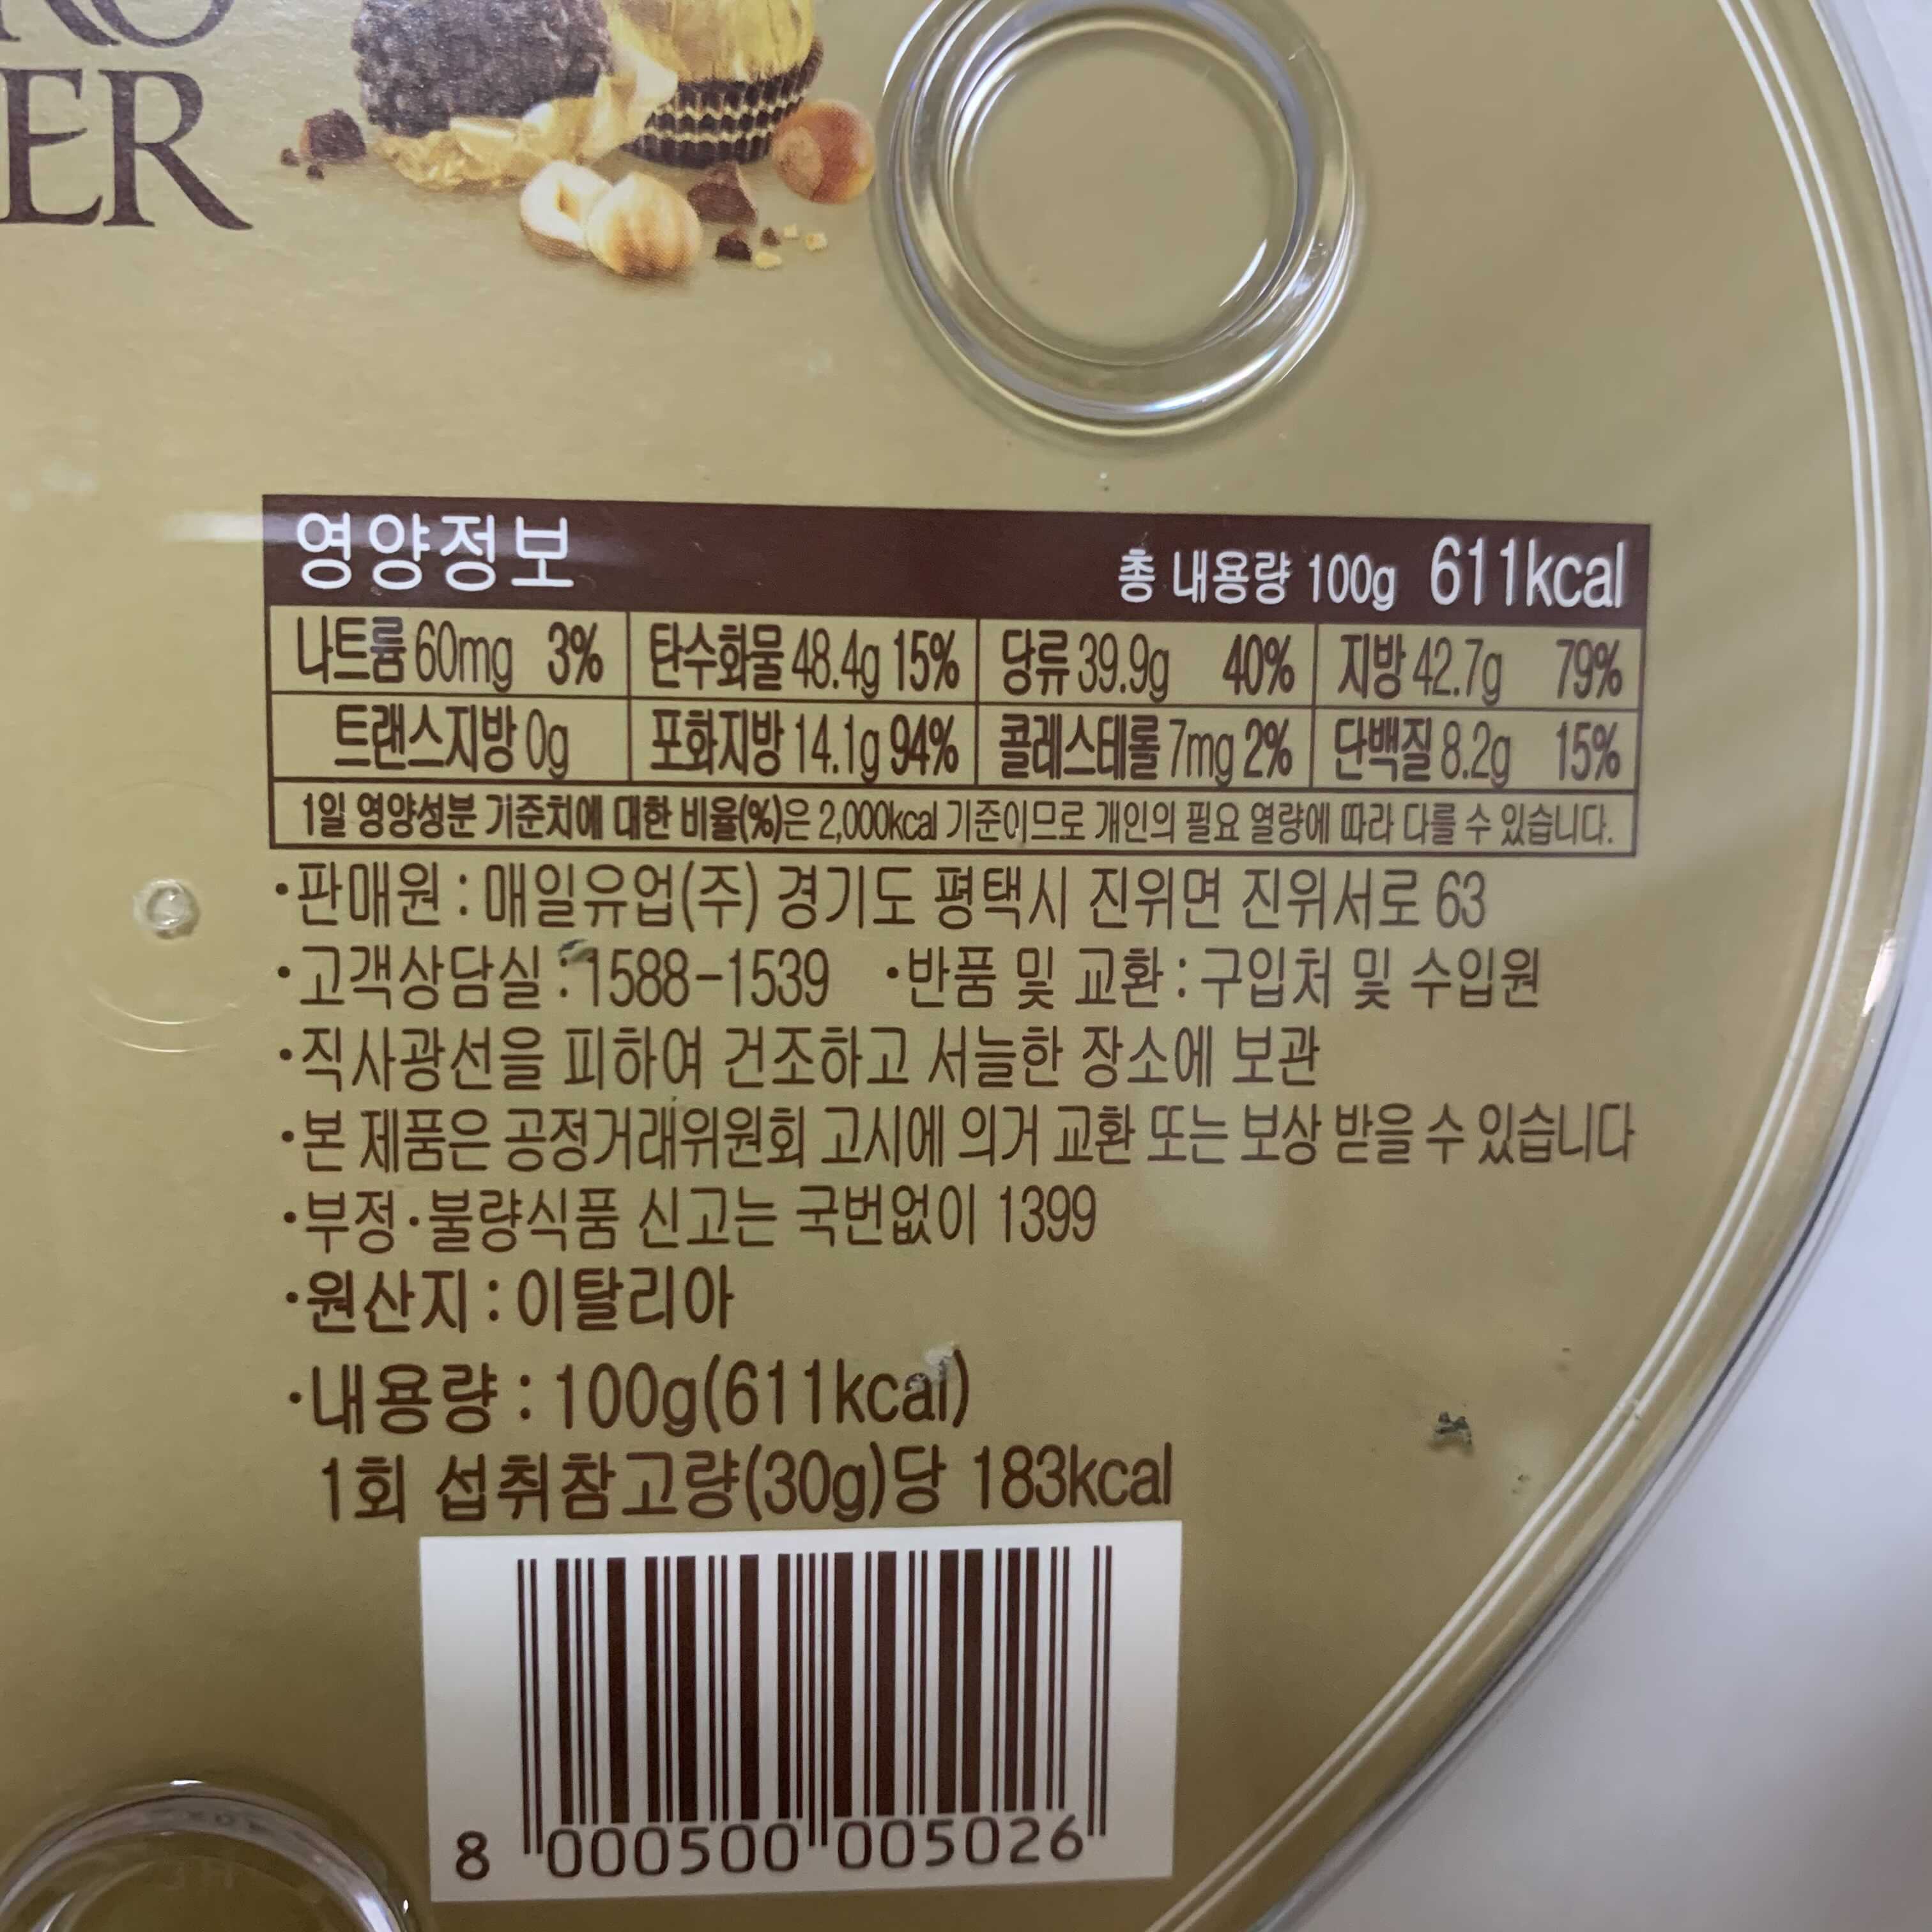 ER
영양정보 총 내용량 100g 611kcal
나트륨 60mg 3% 탄수화물 48.4g 15% 당류 39.9g 40% 지방 42.7g 79%
트랜스지방 0g 포화지방 14.1g 94% 콜레스테롤 7mg 2% 단백질 8.2g 15%
1일 영양성분 기준치에 대한 비율(%)은 2,000kcal 기준이므로 개인의 필요 열량에 따라 다를 수 있습니다.
·판매원 : 매일유업(주) 경기도 평택시 진위면 진위서로 63
·고객상담실 : 1588-1539 ·반품 및 교환 : 구입처 및 수입원
·직사광선을 피하여 건조하고 서늘한 장소에 보관
·본 제품은 공정거래위원회 고시에 의거 교환 또는 보상 받을 수 있습니다
·부정·불량식품 신고는 국번없이 1399
·원산지 : 이탈리아
·내용량 : 100g(611kcal)
1회 섭취참고량(30g)당 183kcal
8 000500 005026